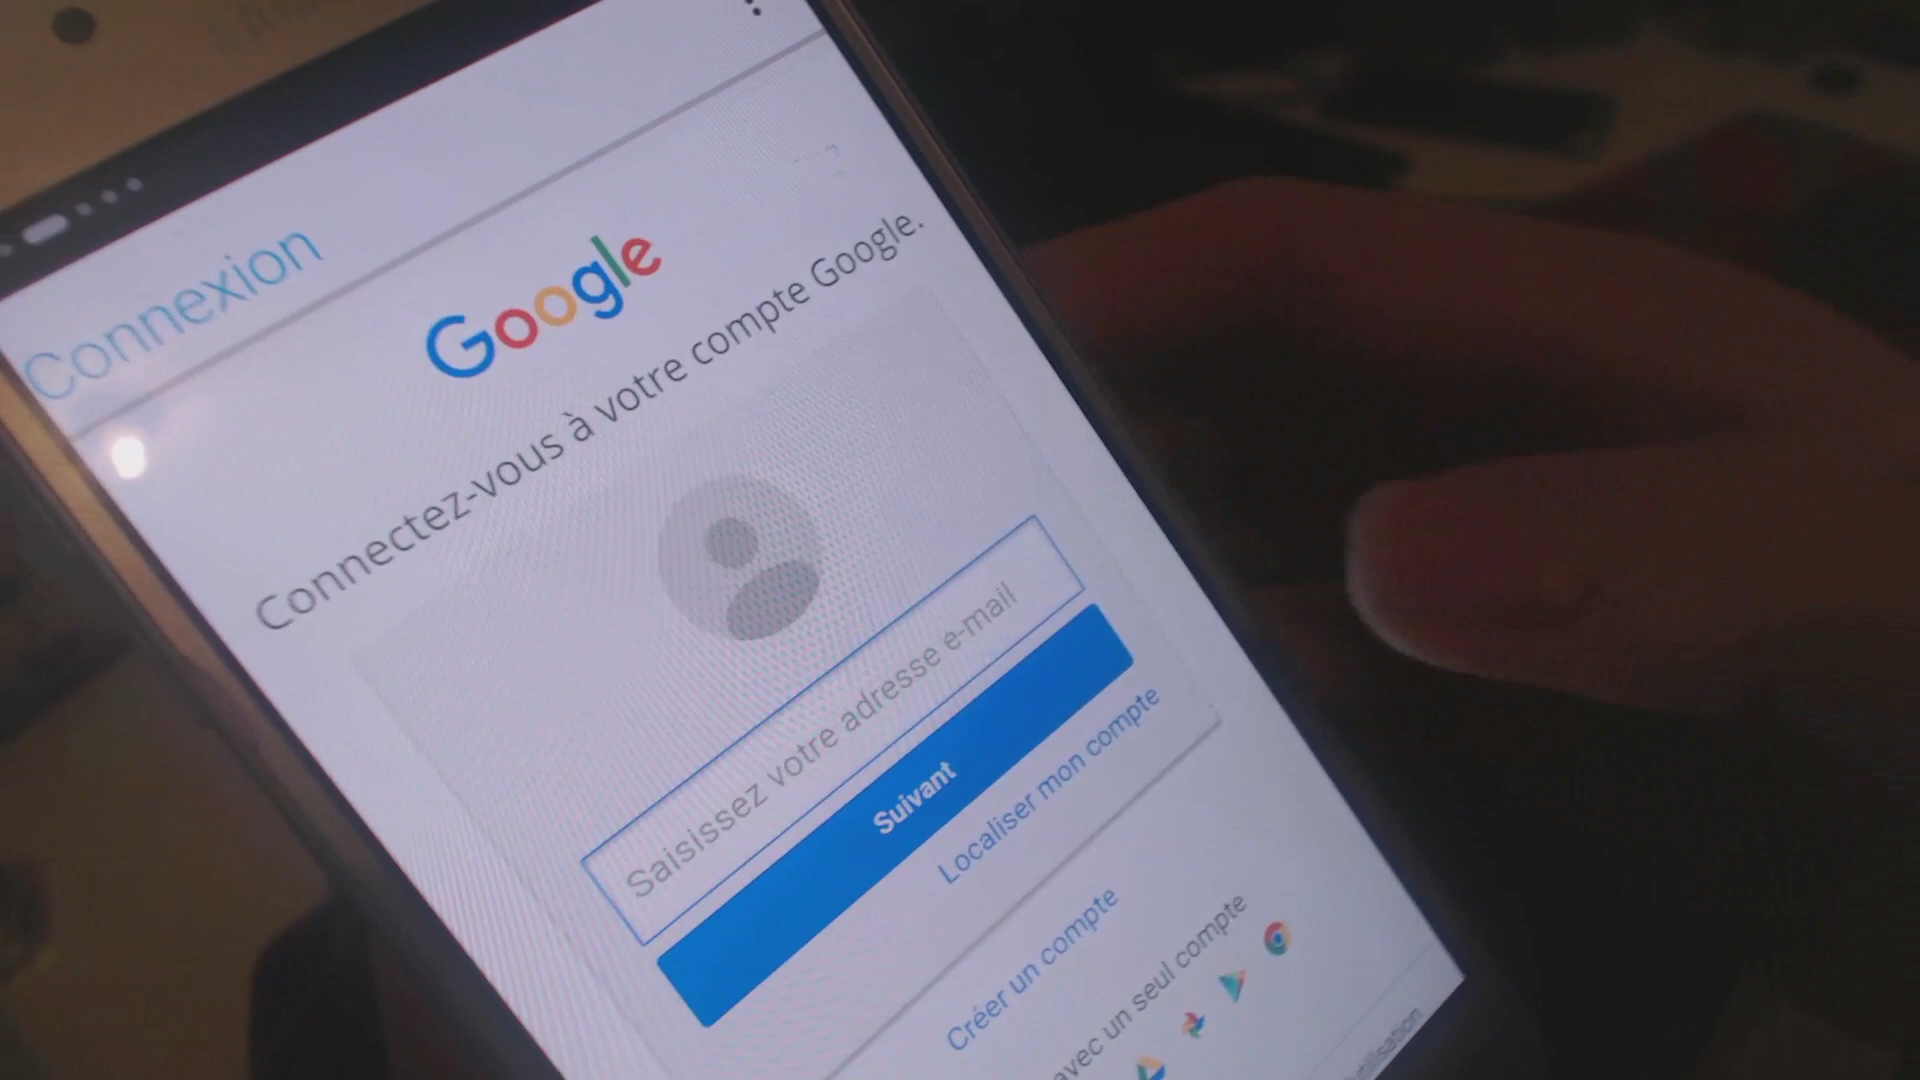 Connexion
Google
Connectez-vous à votre compte Google.
Saisissez votre adresse e-mail
Suivant
Localiser mon compte
Créer un compte
avec un seul compte